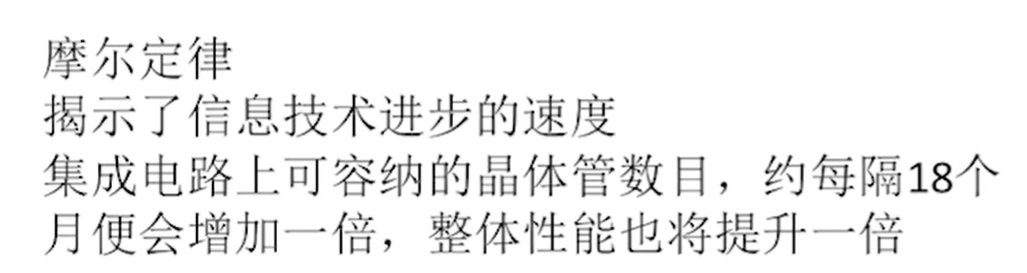 摩尔定律
揭示了信息技术进步的速度
集成电路上可容纳的晶体管数目，约每隔18个
月便会增加一倍，整体性能也将提升一倍